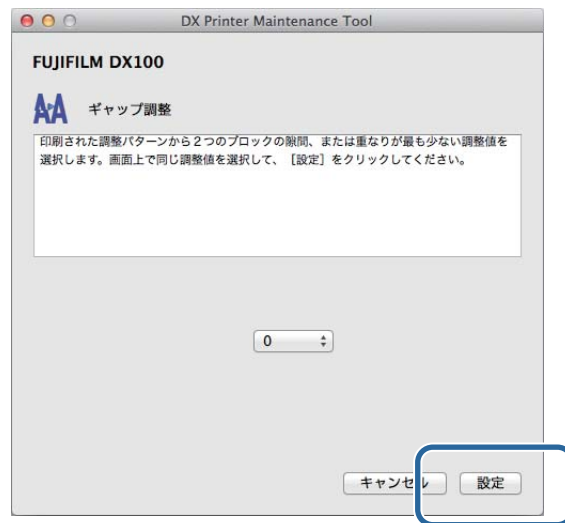 DX Printer Maintenance Tool
FUJIFILM DX100
ギャップ調整
印刷された調整パターンから2つのブロックの隙間、または重なりが最も少ない調整値を
選択します。画面上で同じ調整値を選択して、［設定］をクリックしてください。
0
キャンセル 設定